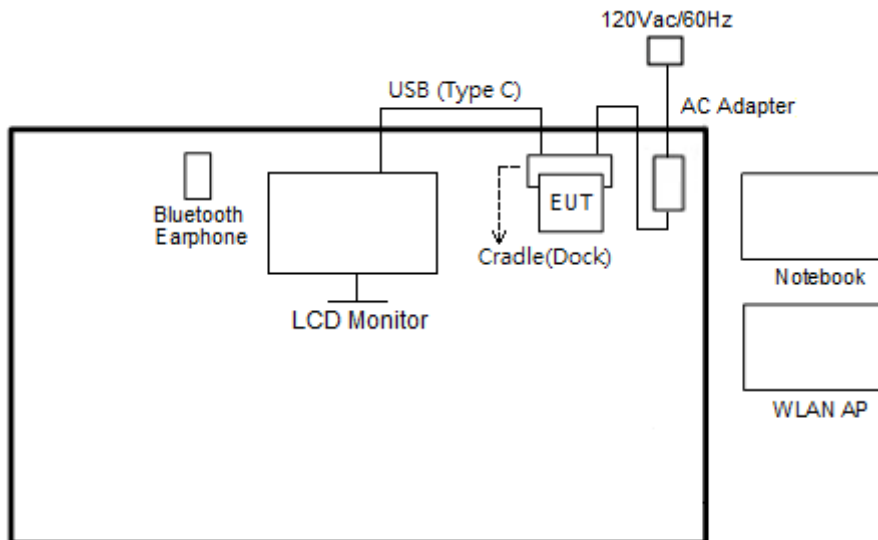 120Vac/60Hz
USB (Type C)
AC Adapter
EUT
Bluetooth
Earphone
Cradle(Dock)
Notebook
LCD Monitor
WLAN AP